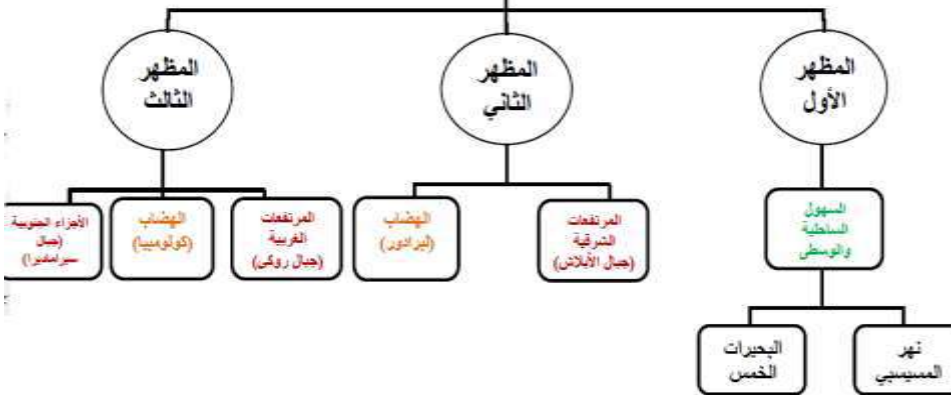 المظهر
الأول
المظهر
الثاني
المظهر
الثالث
السهول
الساحلية
والوسطى
المرتفعات
الشرقية
(جبال الأبلاش)
الهضاب
(لبرادور)
المرتفعات
الغربية
(جبال روكي)
الهضاب
(كولومبيا)
الأجزاء الجنوبية
(جبال
سيراماديرا)
نهر
المسيسبي
البحيرات
الخمس